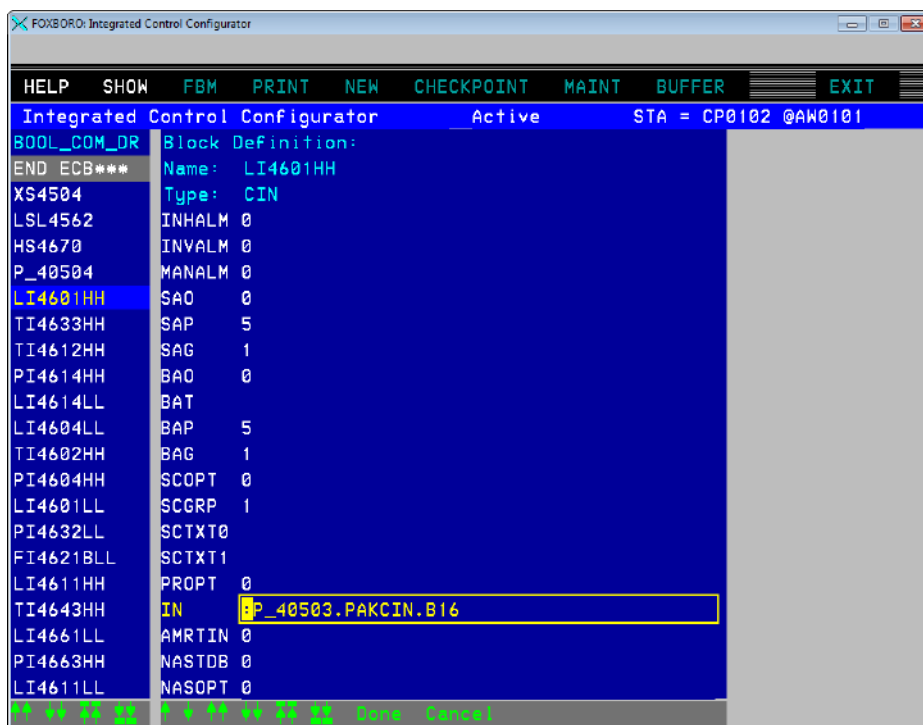 FOXBORO: Integrated Control Configurator
HELP SHOW FBM PRINT NEW CHECKPOINT MAINT BUFFER EXIT
Integrated Control Configurator __Active STA = CP0102 @AW0101
BOOL_COM_DR Block Definition:
END ECB*** Name: LI4601HH
XS4504 Type: CIN
LSL4562 INHALM 0
HS4670 INVALM 0
P_40504 MANALM 0
LI4601HH SAO 0
TI4633HH SAP 5
TI4612HH SAG 1
PI4614HH BAO 0
LI4614LL BAT
LI4604LL BAP 5
TI4602HH BAG 1
PI4604HH SCOPT 0
LI4601LL SCGRP 1
PI4632LL SCTXT0
FI4621BLL SCTXT1
LI4611HH PROPT 0
TI4643HH IN :P_40503.PAKCIN.B16
LI4661LL AMRTIN 0
PI4663HH NASTDB 0
LI4611LL NASOPT 0
Done Cancel